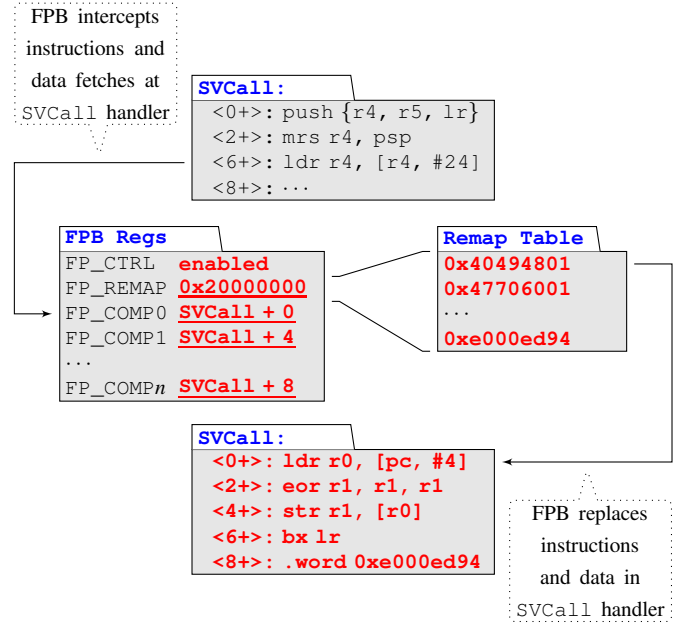 FPB intercepts
instructions and
data fetches at
SVCall handler
SVCall:
<0+>: push {r4, r5, lr}
<2+>: mrs r4, psp
<6+>: ldr r4, [r4, #24]
<8+>: ···
FPB Regs
FP_CTRL enabled
FP_REMAP 0x20000000
FP_COMP0 SVCall + 0
FP_COMP1 SVCall + 4
···
FP_COMPn SVCall + 8
Remap Table
0x40494801
0x47706001
···
0xe000ed94
SVCall:
<0+>: ldr r0, [pc, #4]
<2+>: eor r1, r1, r1
<4+>: str r1, [r0]
<6+>: bx lr
<8+>: .word 0xe000ed94
FPB replaces
instructions
and data in
SVCall handler